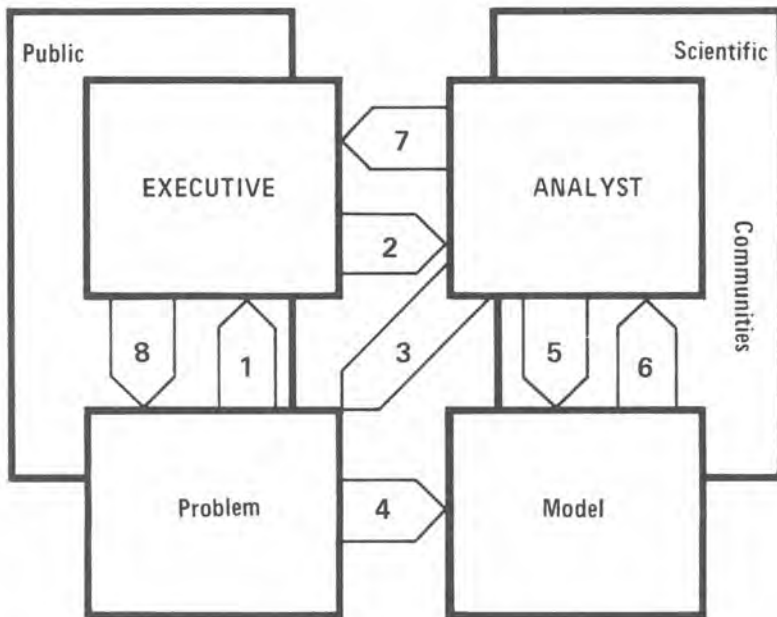 Public
Scientific
EXECUTIVE
7
ANALYST
2
Communities
8
1
3
5
6
Problem
4
Model